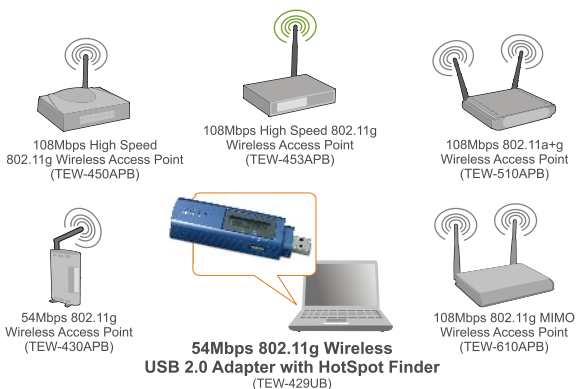 108Mbps High Speed
802.11g Wireless Access Point
(TEW-450APB)
108Mbps High Speed 802.11g
Wireless Access Point
(TEW-453APB)
108Mbps 802.11a+g
Wireless Access Point
(TEW-510APB)
54Mbps 802.11g
Wireless Access Point
(TEW-430APB)
54Mbps 802.11g Wireless
USB 2.0 Adapter with HotSpot Finder
(TEW-429UB)
108Mbps 802.11g MIMO
Wireless Access Point
(TEW-610APB)